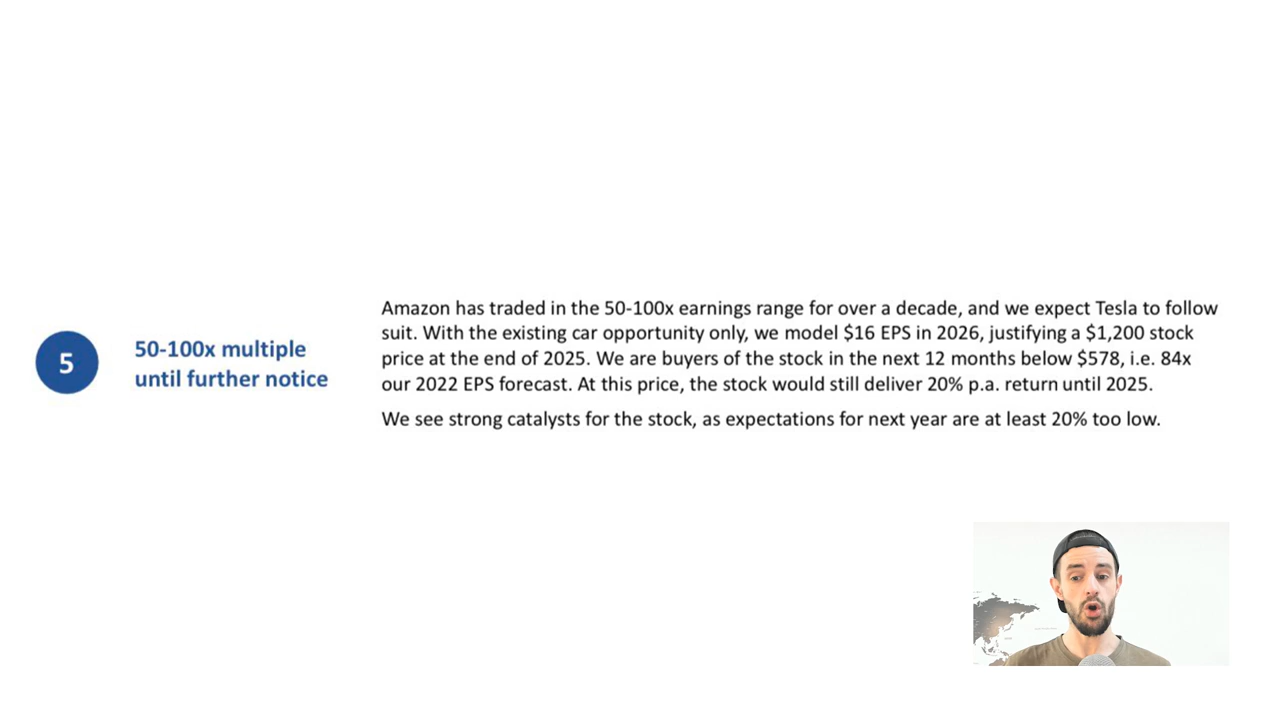 5
50-100x multiple
until further notice
Amazon has traded in the 50-100x earnings range for over a decade, and we expect Tesla to follow
suit. With the existing car opportunity only, we model $16 EPS in 2026, justifying a $1,200 stock
price at the end of 2025. We are buyers of the stock in the next 12 months below $578, i.e. 84x
our 2022 EPS forecast. At this price, the stock would still deliver 20% p.a. return until 2025.
We see strong catalysts for the stock, as expectations for next year are at least 20% too low.